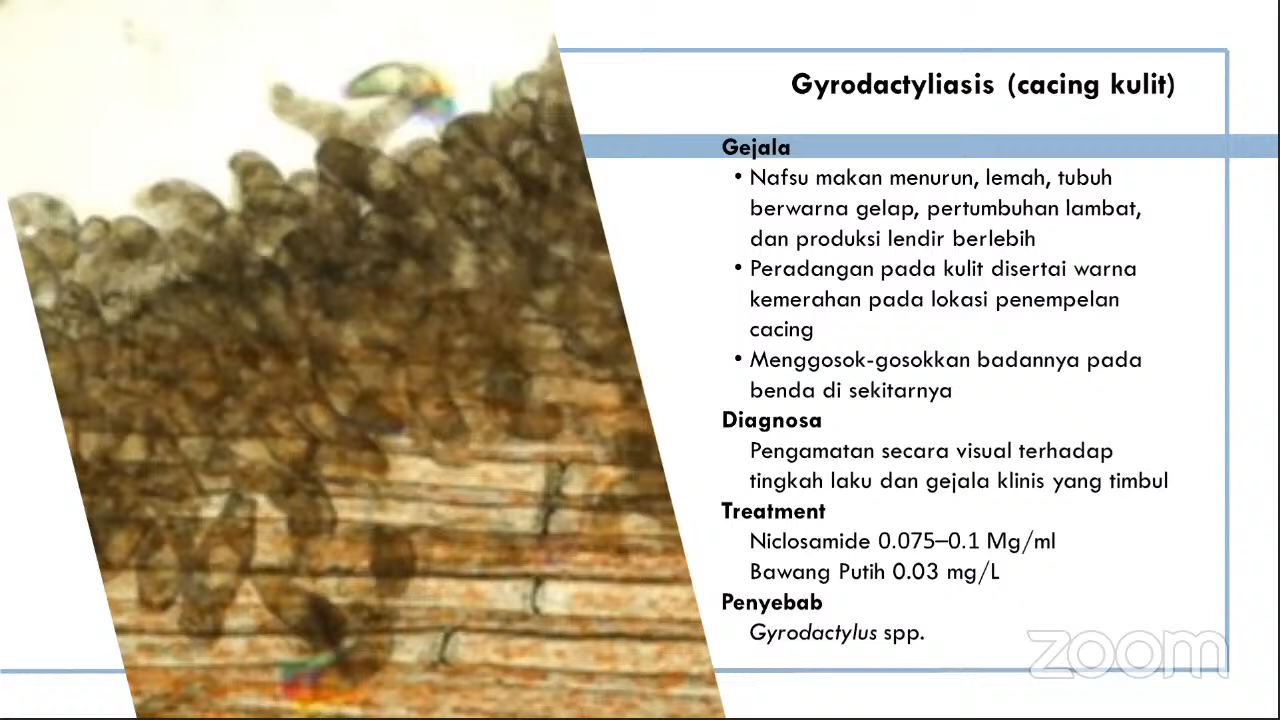 Gyrodactyliasis (cacing kulit)
Gejala
• Nafsu makan menurun, lemah, tubuh
berwarna gelap, pertumbuhan lambat,
dan produksi lendir berlebih
• Peradangan pada kulit disertai warna
kemerahan pada lokasi penempelan
cacing
• Menggosok-gosokkan badannya pada
benda di sekitarnya
Diagnosa
Pengamatan secara visual terhadap
tingkah laku dan gejala klinis yang timbul
Treatment
Niclosamide 0.075–0.1 Mg/ml
Bawang Putih 0.03 mg/L
Penyebab
Gyrodactylus spp.
zoom